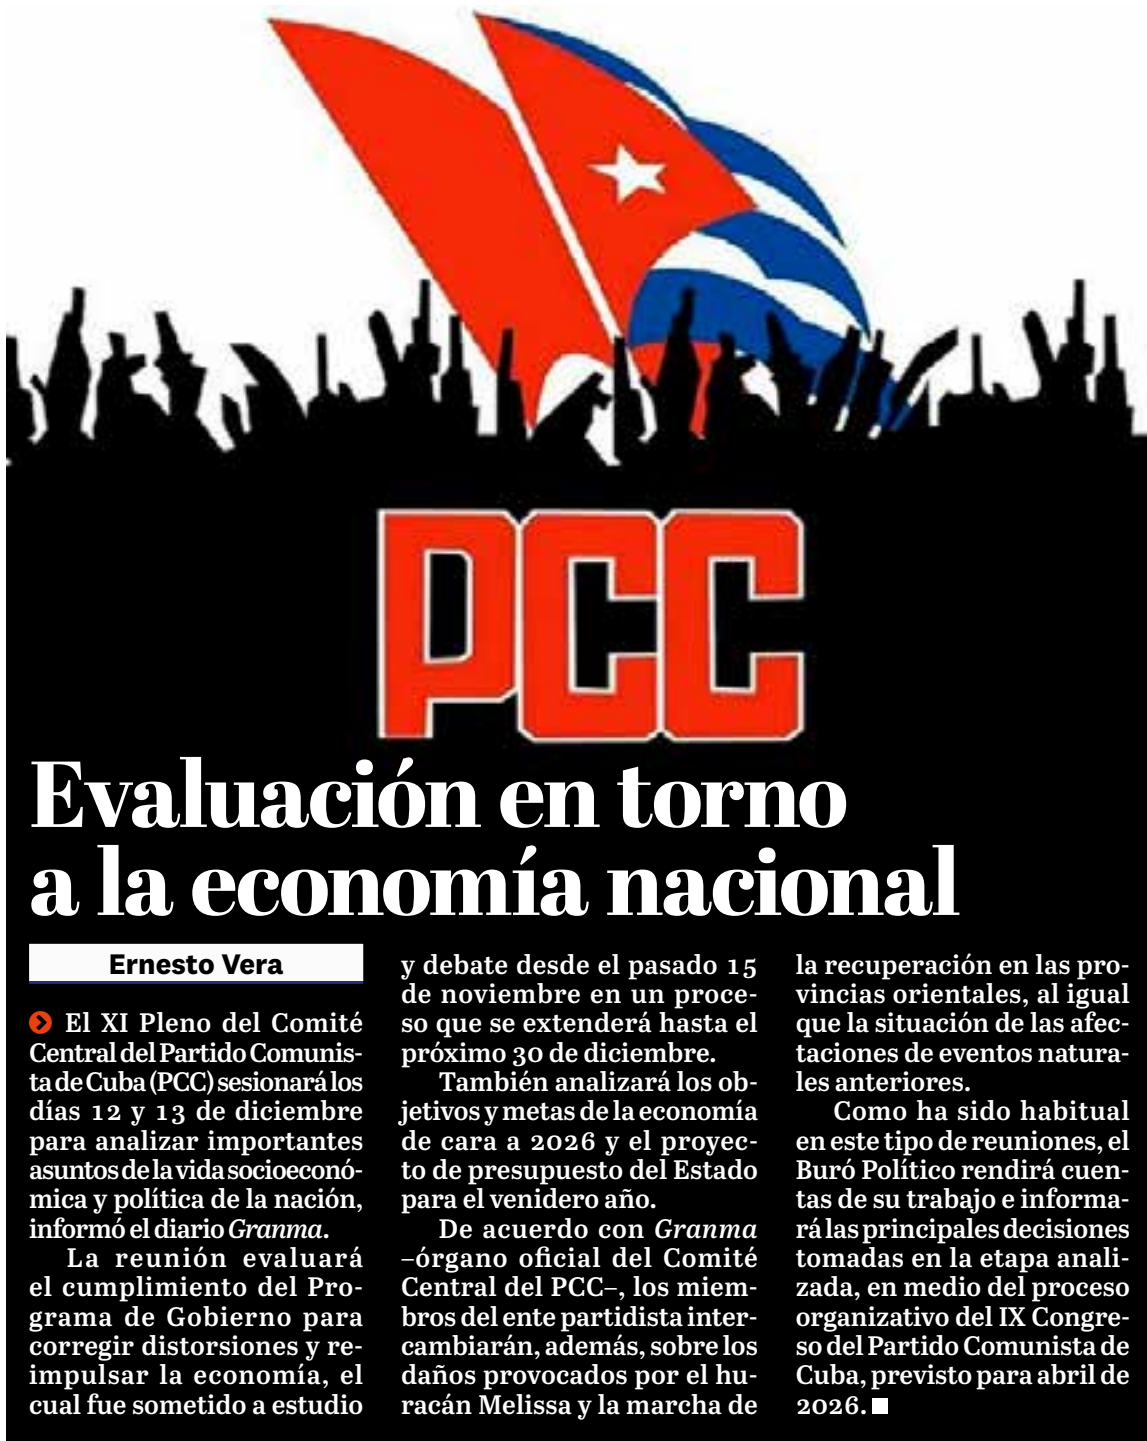 PCC
Evaluación en torno
a la economía nacional
Ernesto Vera
El XI Pleno del Comité
Central del Partido Comunis-
ta de Cuba (PCC) sesionará los
días 12 y 13 de diciembre
para analizar importantes
asuntos de la vida socioeconó-
mica y política de la nación,
informó el diario Granma.
La reunión evaluará
el cumplimiento del Pro-
grama de Gobierno para
corregir distorsiones y re-
impulsar la economía, el
cual fue sometido a estudio
y debate desde el pasado 15
de noviembre en un proce-
so que se extenderá hasta el
próximo 30 de diciembre.
También analizará los ob-
jetivos y metas de la economía
de cara a 2026 y el proyec-
to de presupuesto del Estado
para el venidero año.
De acuerdo con Granma
–órgano oficial del Comité
Central del PCC–, los miem-
bros del ente partidista inter-
cambiarán, además, sobre los
daños provocados por el hu-
racán Melissa y la marcha de
la recuperación en las pro-
vincias orientales, al igual
que la situación de las afec-
taciones de eventos natura-
les anteriores.
Como ha sido habitual
en este tipo de reuniones, el
Buró Político rendirá cuen-
tas de su trabajo e informa-
rá las principales decisiones
tomadas en la etapa anali-
zada, en medio del proceso
organizativo del IX Congre-
so del Partido Comunista de
Cuba, previsto para abril de
2026.